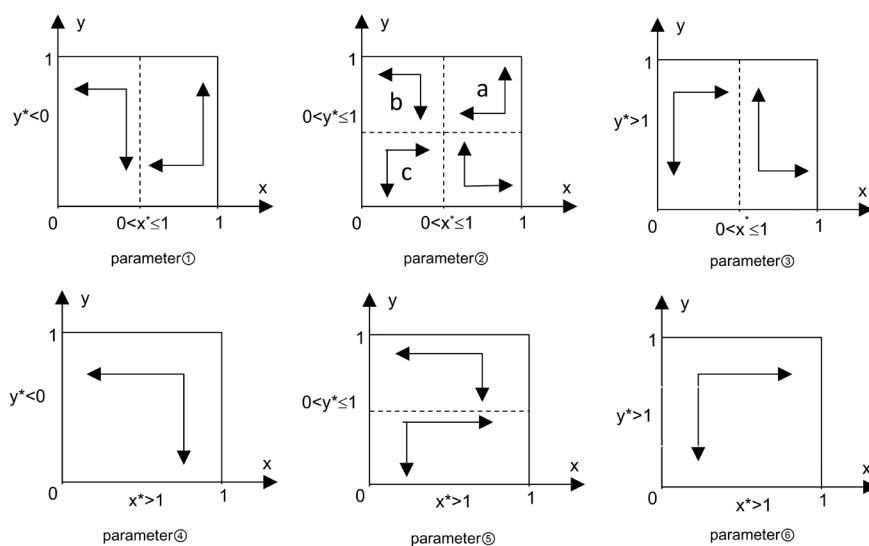 y
1
y*<0
x
0
0<x*≤1
1
parameter①
y
1
b
a
0<y*≤1
c
x
0
0<x*≤1
1
parameter②
y
1
y*>1
x
0
0<x*≤1
1
parameter③
y
1
y*<0
x
0
x*>1
1
parameter④
y
1
0<y*≤1
x
0
x*>1
1
parameter⑤
y
1
y*>1
x
0
x*>1
1
parameter⑥